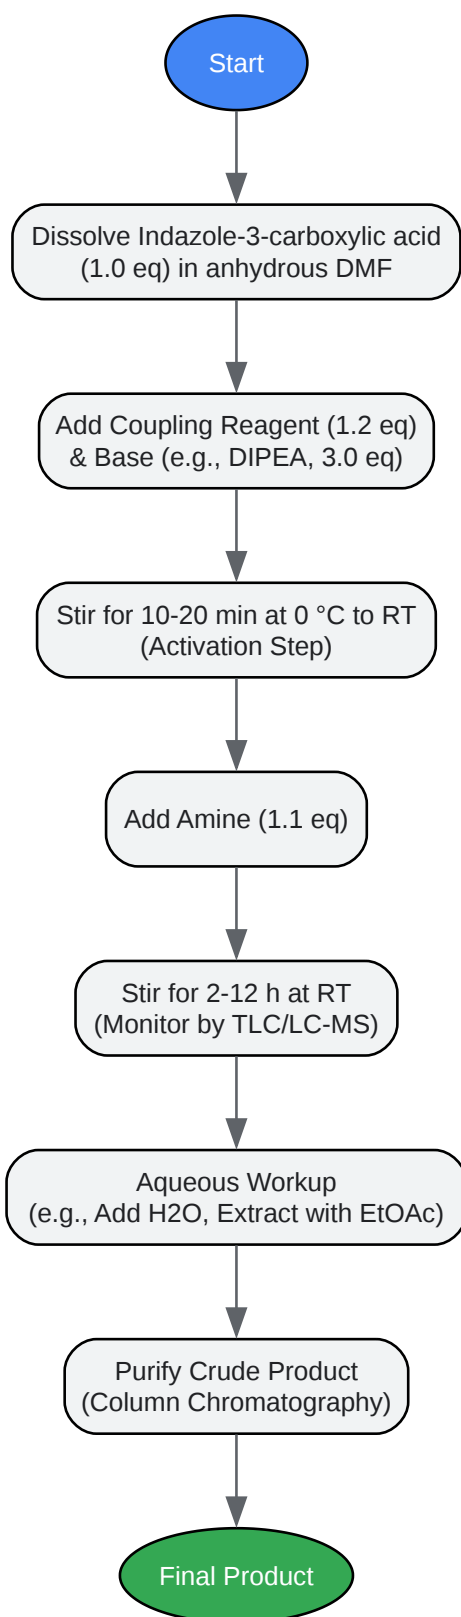 Start
Dissolve Indazole-3-carboxylic acid
(1.0 eq) in anhydrous DMF
Add Coupling Reagent (1.2 eq)
& Base (e.g., DIPEA, 3.0 eq)
Stir for 10-20 min at 0 °C to RT
(Activation Step)
Add Amine (1.1 eq)
Stir for 2-12 h at RT
(Monitor by TLC/LC-MS)
Aqueous Workup
(e.g., Add H2O, Extract with EtOAc)
Purify Crude Product
(Column Chromatography)
Final Product